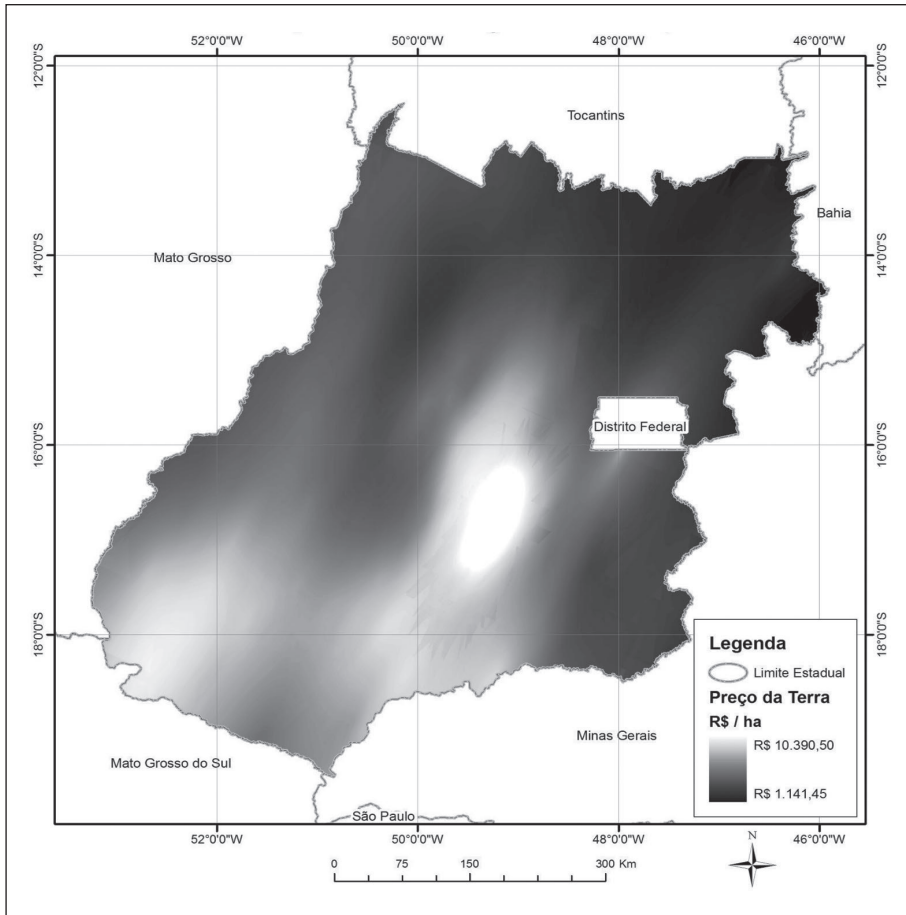 52°0'0"W
50°0'0"W
48°0'0"W
46°0'0"W
12°0'0"S
12°0'0"S
Tocantins
Bahia
Mato Grosso
14°0'0"S
14°0'0"S
Distrito Federal
16°0'0"S
16°0'0"S
18°0'0"S
18°0'0"S
Legenda
Limite Estadual
Preço da Terra
R$ / ha
R$ 10.390,50
R$ 1.141,45
Minas Gerais
Mato Grosso do Sul
São Paulo
52°0'0"W
50°0'0"W
48°0'0"W
46°0'0"W
N
0 75 150 300 Km